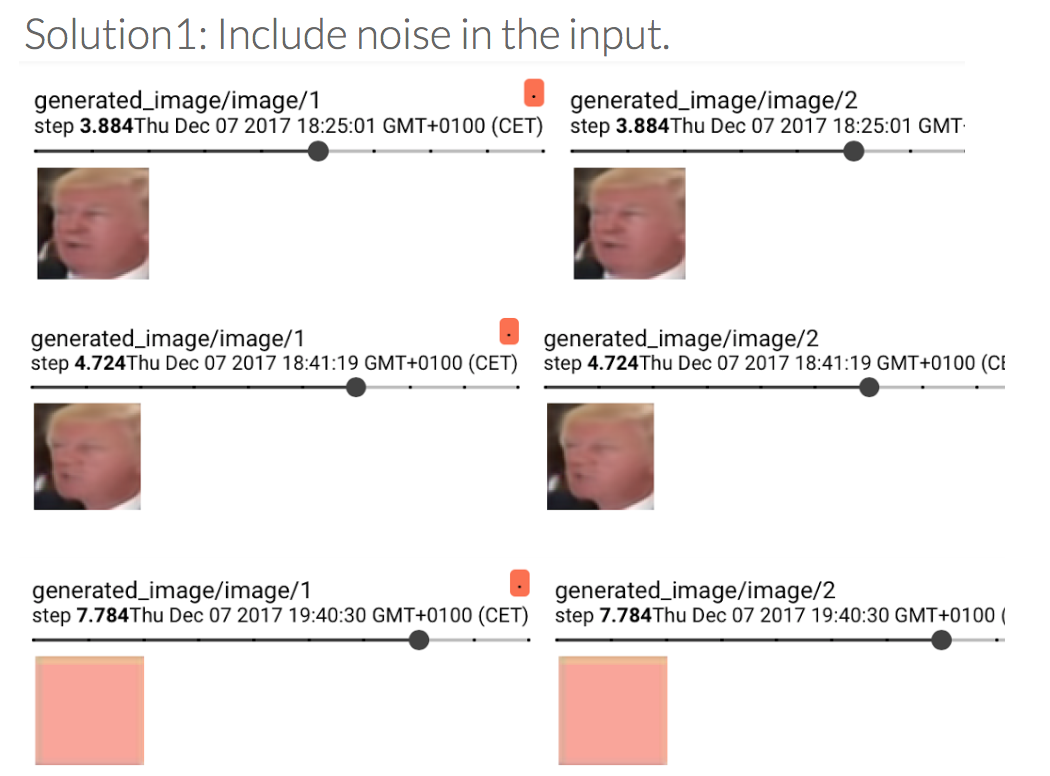 Solution1: Include noise in the input.
generated_image/image/1
step 3.884Thu Dec 07 2017 18:25:01 GMT+0100 (CET)
generated_image/image/2
step 3.884Thu Dec 07 2017 18:25:01 GMT
generated_image/image/1
step 4.724Thu Dec 07 2017 18:41:19 GMT+0100 (CET)
generated_image/image/2
step 4.724Thu Dec 07 2017 18:41:19 GMT+0100 (CE
generated_image/image/1
step 7.784Thu Dec 07 2017 19:40:30 GMT+0100 (CET)
generated_image/image/2
step 7.784Thu Dec 07 2017 19:40:30 GMT+0100 (